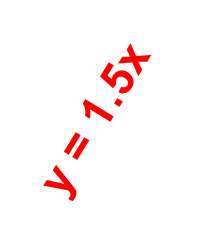 y = 1.5x